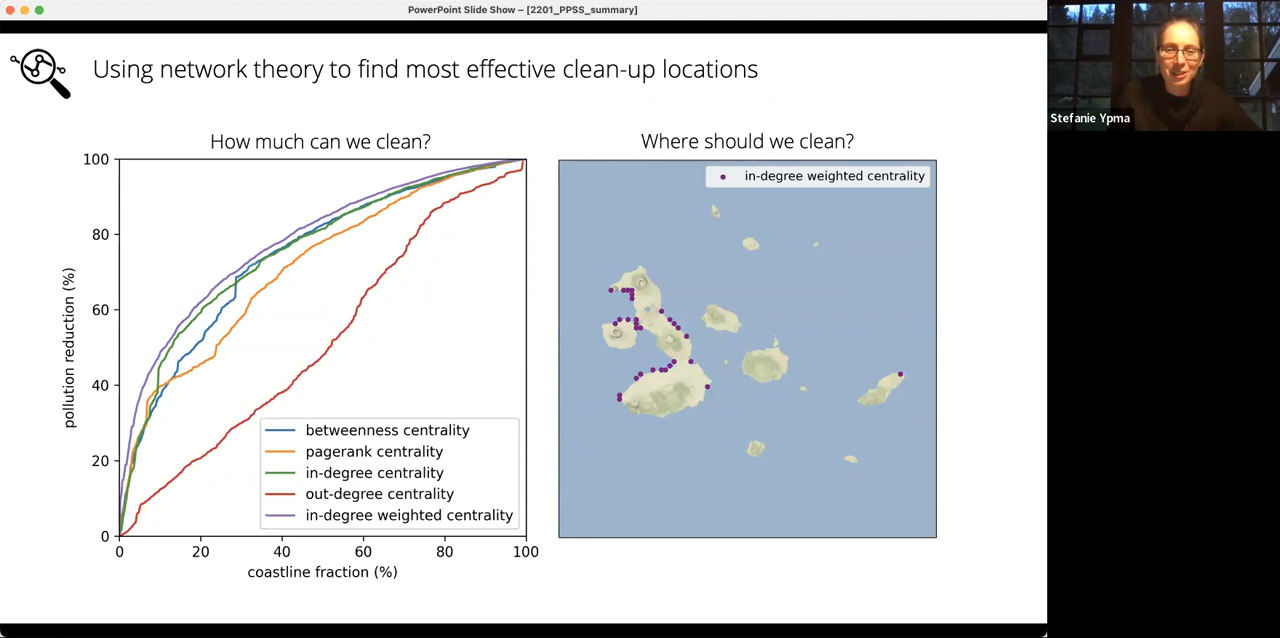 PowerPoint Slide Show – [2201_PPSS_summary]
Using network theory to find most effective clean-up locations
Stefanie Ypma
How much can we clean?
100
80
60
40
20
0
pollution reduction (%)
betweenness centrality
pagerank centrality
in-degree centrality
out-degree centrality
in-degree weighted centrality
0 20 40 60 80 100
coastline fraction (%)
Where should we clean?
in-degree weighted centrality